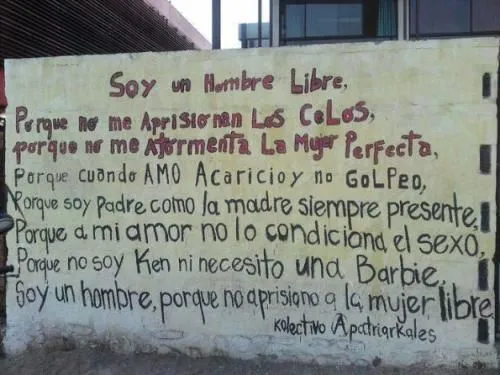 Soy un Hombre Libre,
Porque no me Aprisionan Los CeLos,
porque no me Atormenta La Mujer Perfecta,
Porque cuando AMO Acaricio y no GoLPeo,
Porque soy Padre como la madre siempre presente,
Porque a mi amor no lo condiciona el sexo,
Porque no soy Ken ni necesito una Barbie,
Soy un hombre, porque no aprisiono a la mujer libre
Kolectivo Apatriarkales